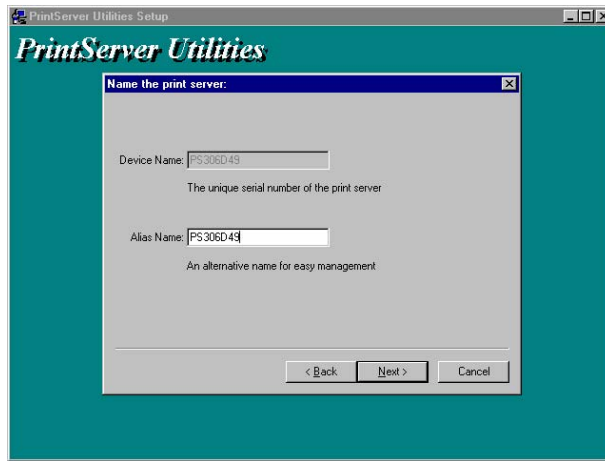 PrintServer Utilities Setup
PrintServer Utilities
Name the print server:
Device Name: PS306D49
The unique serial number of the print server
Alias Name: PS306D49
An alternative name for easy management
< Back Next > Cancel